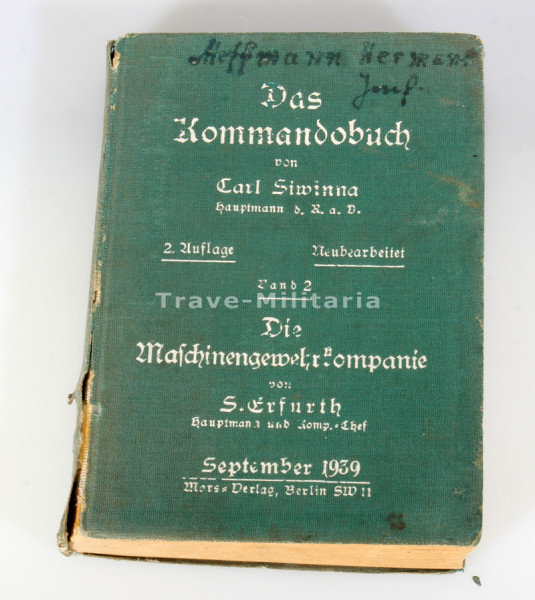 Hoffmann Hermann
Das
Kommandobuch
von
Carl Siwinna
Hauptmann d. R. a. D.
2. Auflage Neubearbeitet
Band 2
Trave-Militaria
Die
Maschinengewehrkompanie
von
S. Erfurth
Hauptmann und Komp.-Chef
September 1939
Mars-Verlag, Berlin SW 11